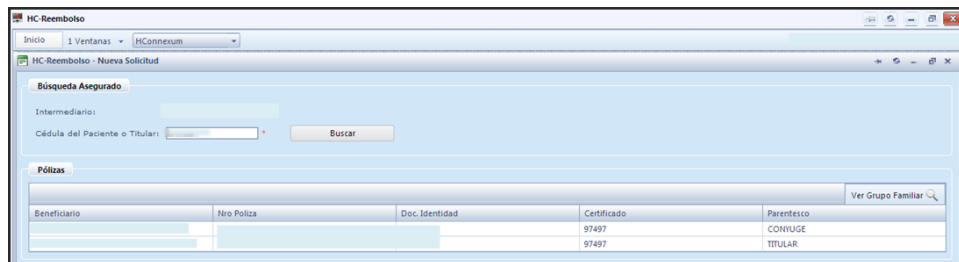 HC-Reembolso
Inicio 1 Ventanas HConnexum
HC-Reembolso - Nueva Solicitud
Búsqueda Asegurado
Intermediario:
Cédula del Paciente o Titular: * Buscar
Pólizas
Ver Grupo Familiar
Beneficiario Nro Poliza Doc. Identidad Certificado Parentesco
97497 CONYUGE
97497 TITULAR